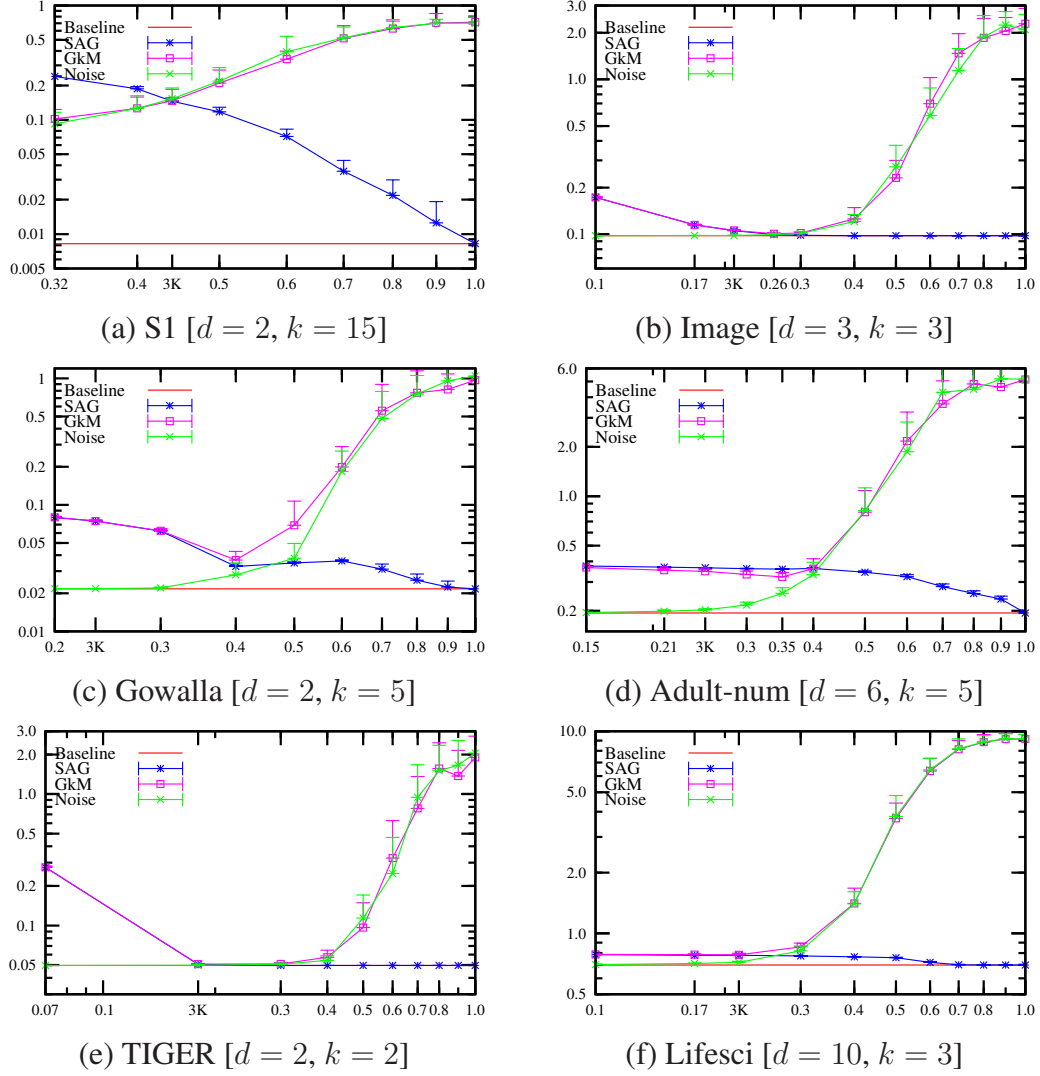 1
0.5
0.2
0.1
0.05
0.02
0.01
0.005
Baseline
SAG
GkM
Noise
0.32 0.4 3K 0.5 0.6 0.7 0.8 0.9 1.0
(a) S1 [d = 2, k = 15]
3.0
2.0
1.0
0.5
0.2
0.1
Baseline
SAG
GkM
Noise
0.1 0.17 3K 0.26 0.3 0.4 0.5 0.6 0.7 0.8 1.0
(b) Image [d = 3, k = 3]
1
0.5
0.2
0.1
0.05
0.02
0.01
Baseline
SAG
GkM
Noise
0.2 3K 0.3 0.4 0.5 0.6 0.7 0.8 0.9 1.0
(c) Gowalla [d = 2, k = 5]
6.0
4.0
2.0
1.0
0.4
0.2
Baseline
SAG
GkM
Noise
0.15 0.21 3K 0.3 0.35 0.4 0.5 0.6 0.7 0.8 1.0
(d) Adult-num [d = 6, k = 5]
3.0
2.0
1.0
0.5
0.2
0.1
0.05
Baseline
SAG
GkM
Noise
0.07 0.1 3K 0.3 0.4 0.5 0.6 0.7 0.8 1.0
(e) TIGER [d = 2, k = 2]
10.0
5.0
2.0
1.0
0.5
Baseline
SAG
GkM
Noise
0.1 0.17 3K 0.3 0.4 0.5 0.6 0.7 0.8 1.0
(f) Lifesci [d = 10, k = 3]